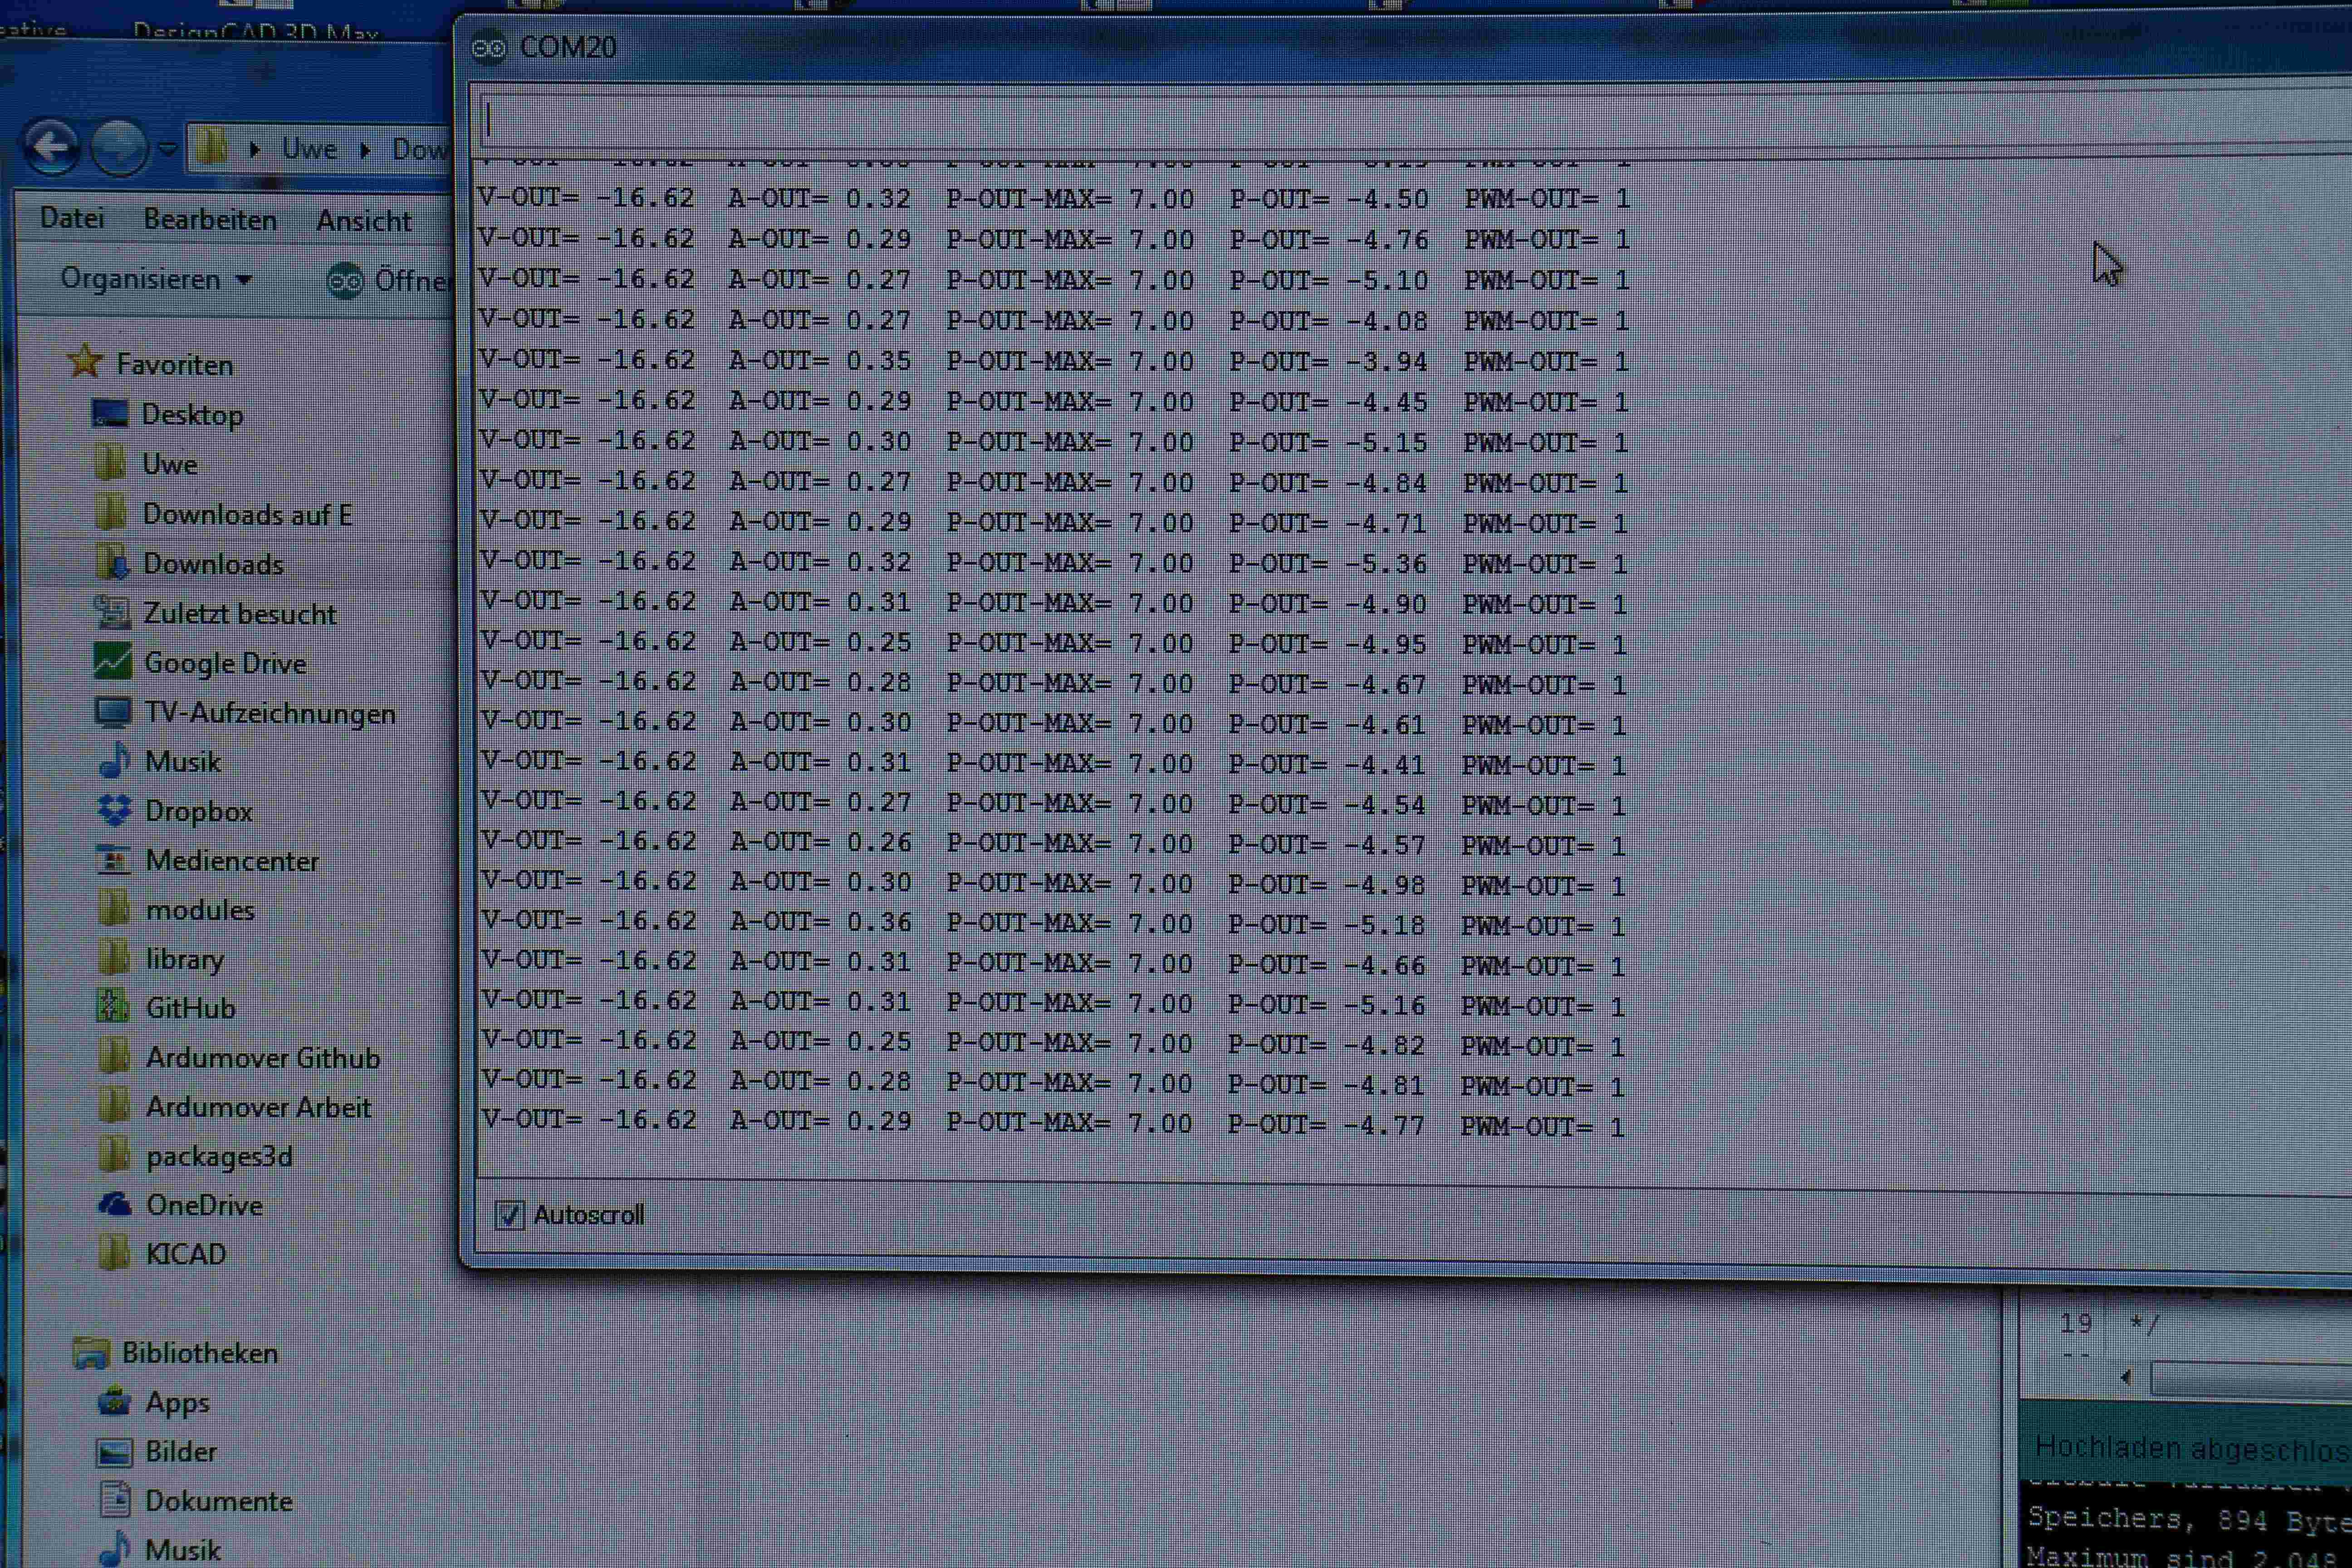 DesignCAD 3D Max
COM20
Uwe
Datei Bearbeiten Ansicht
Organisieren
Favoriten
Desktop
Uwe
Downloads auf E
Downloads
Zuletzt besucht
Google Drive
TV-Aufzeichnungen
Musik
Dropbox
Mediencenter
modules
library
GitHub
Ardumover Github
Ardumover Arbeit
packages3d
OneDrive
KICAD
Bibliotheken
Apps
Bilder
Dokumente
Musik
V-OUT= -16.62 A-OUT= 0.32 P-OUT-MAX= 7.00 P-OUT= -4.50 PWM-OUT= 1
V-OUT= -16.62 A-OUT= 0.29 P-OUT-MAX= 7.00 P-OUT= -4.76 PWM-OUT= 1
V-OUT= -16.62 A-OUT= 0.27 P-OUT-MAX= 7.00 P-OUT= -5.10 PWM-OUT= 1
V-OUT= -16.62 A-OUT= 0.27 P-OUT-MAX= 7.00 P-OUT= -4.08 PWM-OUT= 1
V-OUT= -16.62 A-OUT= 0.35 P-OUT-MAX= 7.00 P-OUT= -3.94 PWM-OUT= 1
V-OUT= -16.62 A-OUT= 0.29 P-OUT-MAX= 7.00 P-OUT= -4.45 PWM-OUT= 1
V-OUT= -16.62 A-OUT= 0.30 P-OUT-MAX= 7.00 P-OUT= -5.15 PWM-OUT= 1
V-OUT= -16.62 A-OUT= 0.27 P-OUT-MAX= 7.00 P-OUT= -4.84 PWM-OUT= 1
V-OUT= -16.62 A-OUT= 0.29 P-OUT-MAX= 7.00 P-OUT= -4.71 PWM-OUT= 1
V-OUT= -16.62 A-OUT= 0.32 P-OUT-MAX= 7.00 P-OUT= -5.36 PWM-OUT= 1
V-OUT= -16.62 A-OUT= 0.31 P-OUT-MAX= 7.00 P-OUT= -4.90 PWM-OUT= 1
V-OUT= -16.62 A-OUT= 0.25 P-OUT-MAX= 7.00 P-OUT= -4.95 PWM-OUT= 1
V-OUT= -16.62 A-OUT= 0.28 P-OUT-MAX= 7.00 P-OUT= -4.67 PWM-OUT= 1
V-OUT= -16.62 A-OUT= 0.30 P-OUT-MAX= 7.00 P-OUT= -4.61 PWM-OUT= 1
V-OUT= -16.62 A-OUT= 0.31 P-OUT-MAX= 7.00 P-OUT= -4.41 PWM-OUT= 1
V-OUT= -16.62 A-OUT= 0.27 P-OUT-MAX= 7.00 P-OUT= -4.54 PWM-OUT= 1
V-OUT= -16.62 A-OUT= 0.26 P-OUT-MAX= 7.00 P-OUT= -4.57 PWM-OUT= 1
V-OUT= -16.62 A-OUT= 0.30 P-OUT-MAX= 7.00 P-OUT= -4.98 PWM-OUT= 1
V-OUT= -16.62 A-OUT= 0.36 P-OUT-MAX= 7.00 P-OUT= -5.18 PWM-OUT= 1
V-OUT= -16.62 A-OUT= 0.31 P-OUT-MAX= 7.00 P-OUT= -4.66 PWM-OUT= 1
V-OUT= -16.62 A-OUT= 0.31 P-OUT-MAX= 7.00 P-OUT= -5.16 PWM-OUT= 1
V-OUT= -16.62 A-OUT= 0.25 P-OUT-MAX= 7.00 P-OUT= -4.82 PWM-OUT= 1
V-OUT= -16.62 A-OUT= 0.28 P-OUT-MAX= 7.00 P-OUT= -4.81 PWM-OUT= 1
V-OUT= -16.62 A-OUT= 0.29 P-OUT-MAX= 7.00 P-OUT= -4.77 PWM-OUT= 1
Autoscroll
19 */
Hochladen abgeschlos
Speichers, 894 Byte
Maximum sind